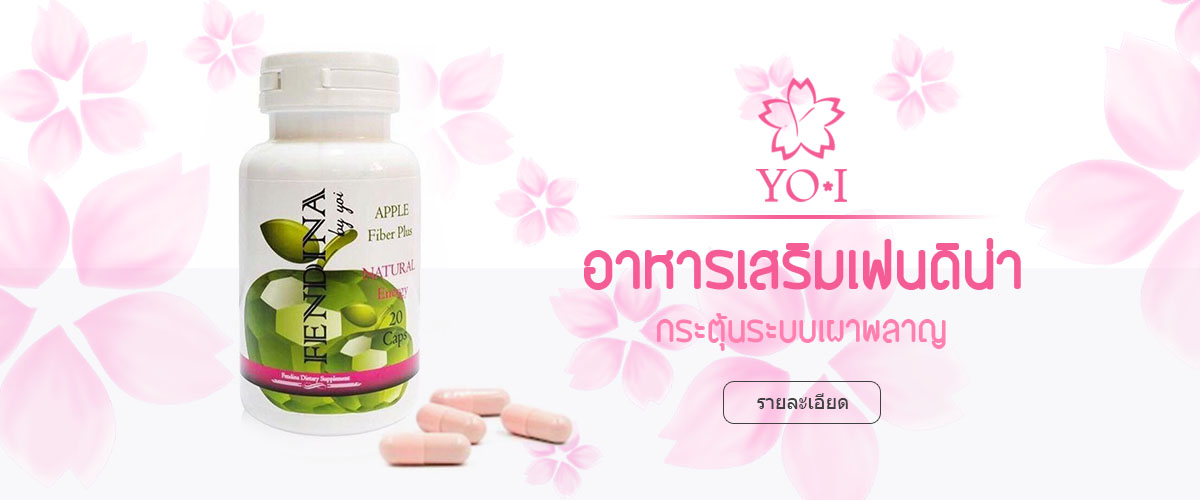 FENDINA
by yoi
APPLE
Fiber Plus
NATURAL
Energy
20
Caps
Fendina Dietary Supplement
YO I
อาหารเสริมเฟนดิน่า
กระตุ้นระบบเผาพลาญ
รายละเอียด